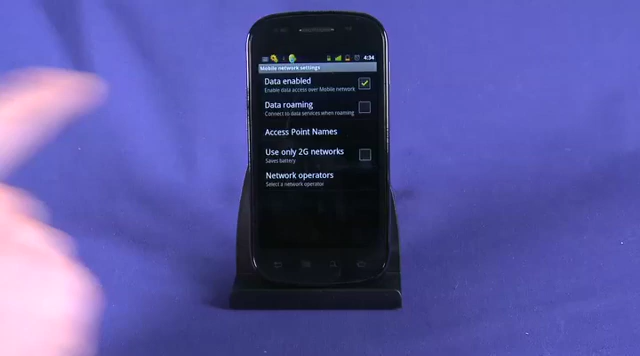 4:34
Mobile network settings
Data enabled
Enable data access over Mobile network
Data roaming
Connect to data services when roaming
Access Point Names
Use only 2G networks
Saves battery
Network operators
Select a network operator